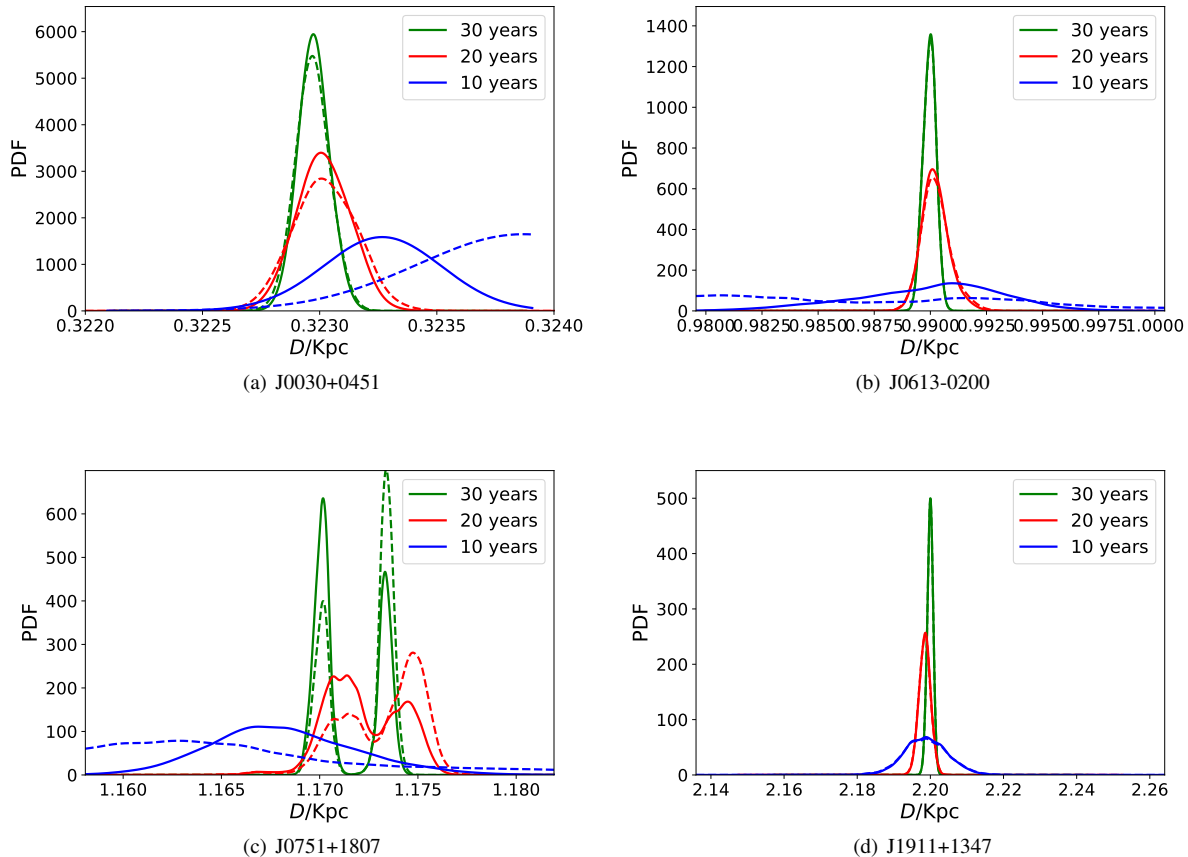 6000
5000
4000
3000
2000
1000
0
PDF
30 years
20 years
10 years
0.3220 0.3225 0.3230 0.3235 0.3240
D/Kpc
(a) J0030+0451
1400
1200
1000
800
600
400
200
0
PDF
30 years
20 years
10 years
0.9800 0.9825 0.9850 0.9875 0.9900 0.9925 0.9950 0.9975 1.0000
D/Kpc
(b) J0613-0200
600
500
400
300
200
100
0
PDF
30 years
20 years
10 years
1.160 1.165 1.170 1.175 1.180
D/Kpc
(c) J0751+1807
500
400
300
200
100
0
PDF
30 years
20 years
10 years
2.14 2.16 2.18 2.20 2.22 2.24 2.26
D/Kpc
(d) J1911+1347